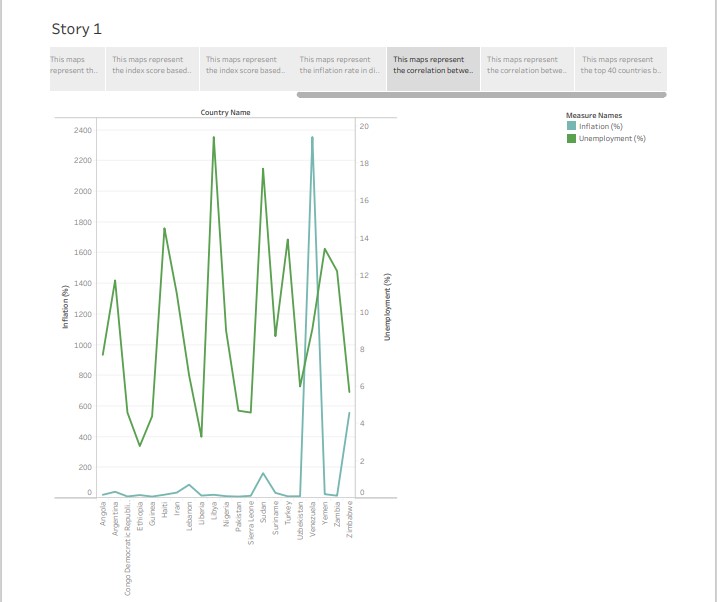 Story 1
This maps
represent th..
This maps represent
the index score based..
This maps represent
the index score based..
This maps represent
the inflation rate in di..
This maps represent
the correlation betwe..
This maps represent
the correlation betwe..
This maps represent
the top 40 countries b..
Country Name
Measure Names
Inflation (%)
Unemployment (%)
2400
2200
2000
1800
1600
1400
1200
1000
800
600
400
200
0
Inflation (%)
20
18
16
14
12
10
8
6
4
2
0
Unemployment (%)
Angola
Argentina
Congo Democratic Republi..
Ethiopia
Guinea
Haiti
Iran
Lebanon
Liberia
Libya
Nigeria
Pakistan
Sierra Leone
Sudan
Suriname
Turkey
Uzbekistan
Venezuela
Yemen
Zambia
Zimbabwe